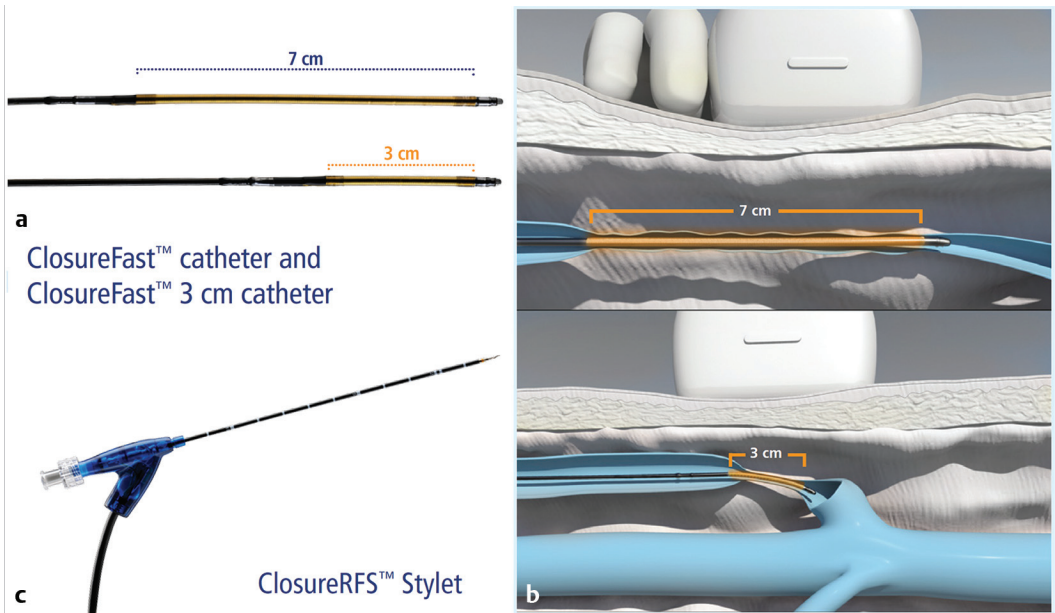 7 cm
3 cm
a
ClosureFast™ catheter and
ClosureFast™ 3 cm catheter
ClosureRFS™ Stylet
c
7 cm
3 cm
b